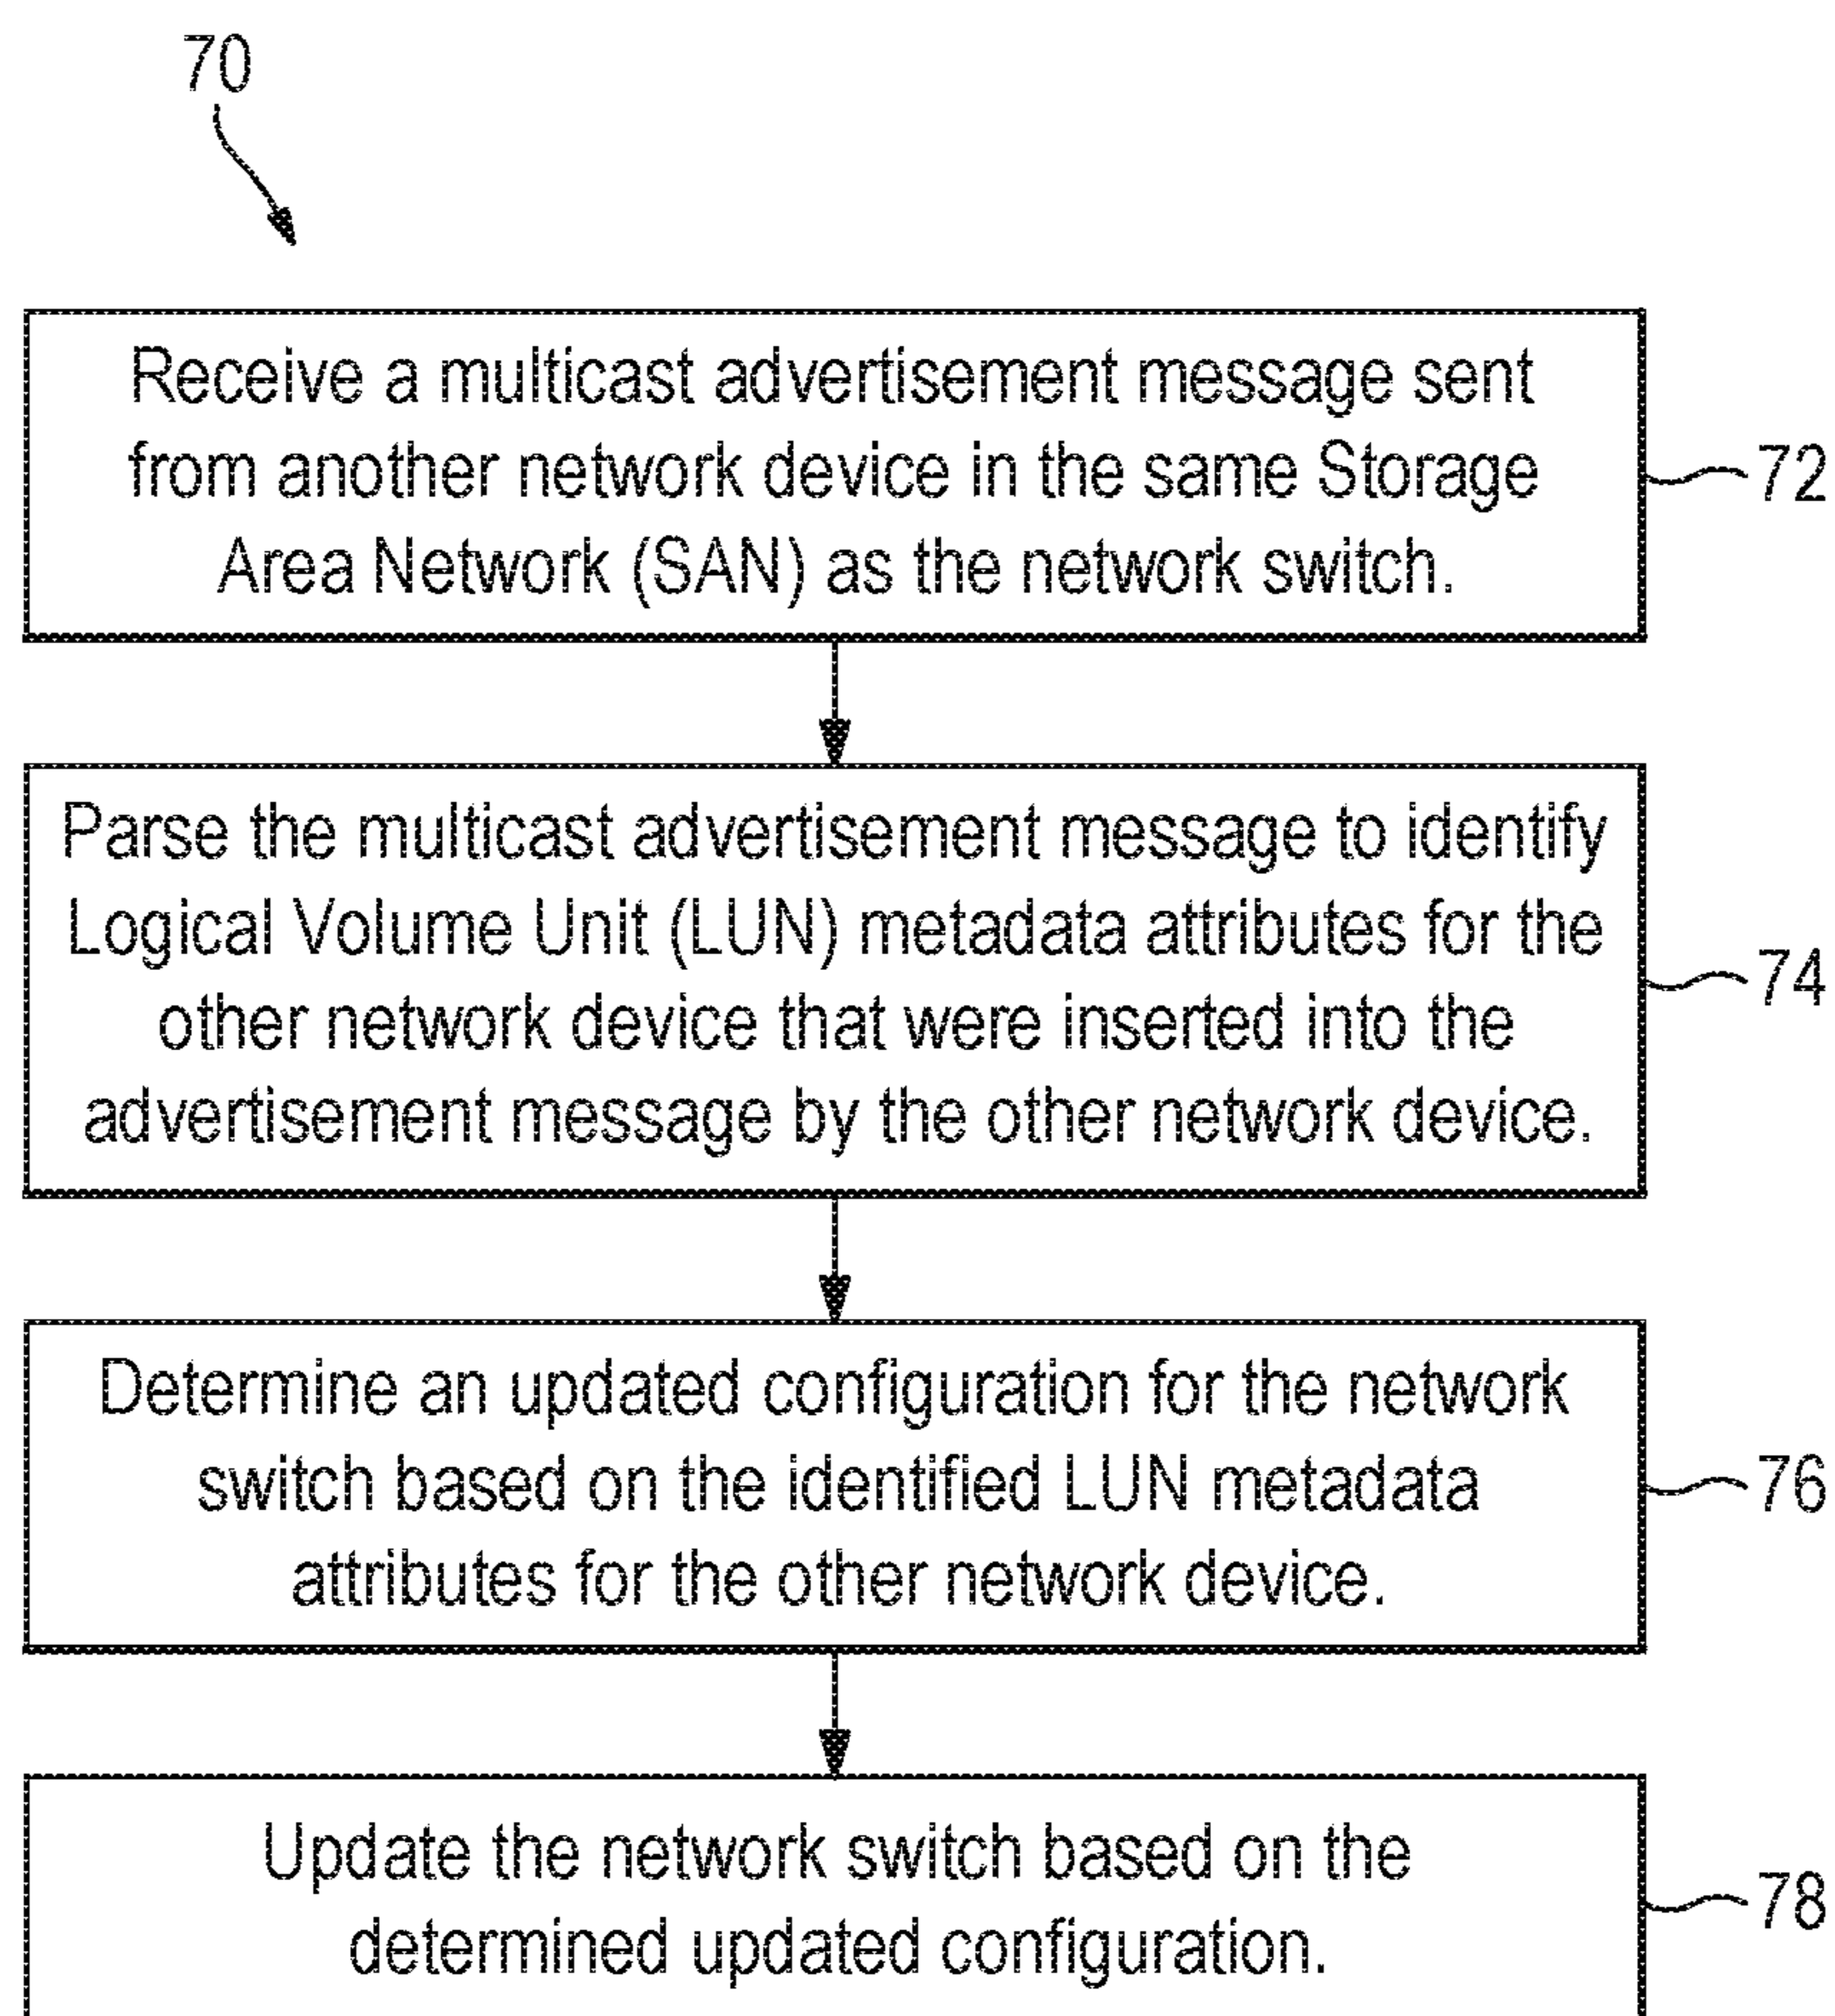 70
Receive a multicast advertisement message sent
from another network device in the same Storage
Area Network (SAN) as the network switch.
72
Parse the multicast advertisement message to identify
Logical Volume Unit (LUN) metadata attributes for the
other network device that were inserted into the
advertisement message by the other network device.
74
Determine an updated configuration for the network
switch based on the identified LUN metadata
attributes for the other network device.
76
Update the network switch based on the
determined updated configuration.
78